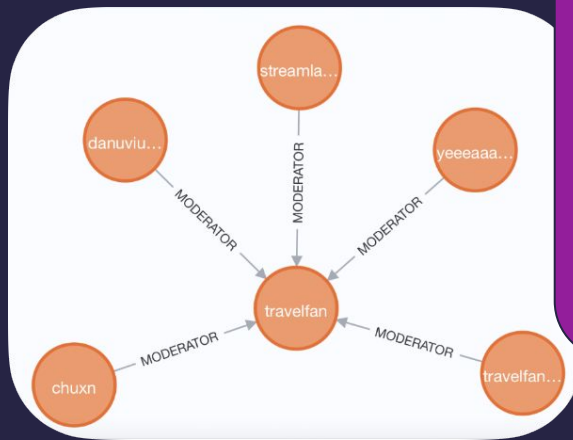 streamla...
danuviu...
yeeeaaa...
MODERATOR
MODERATOR
MODERATOR
travelfan
MODERATOR
MODERATOR
chuxn
travelfan...